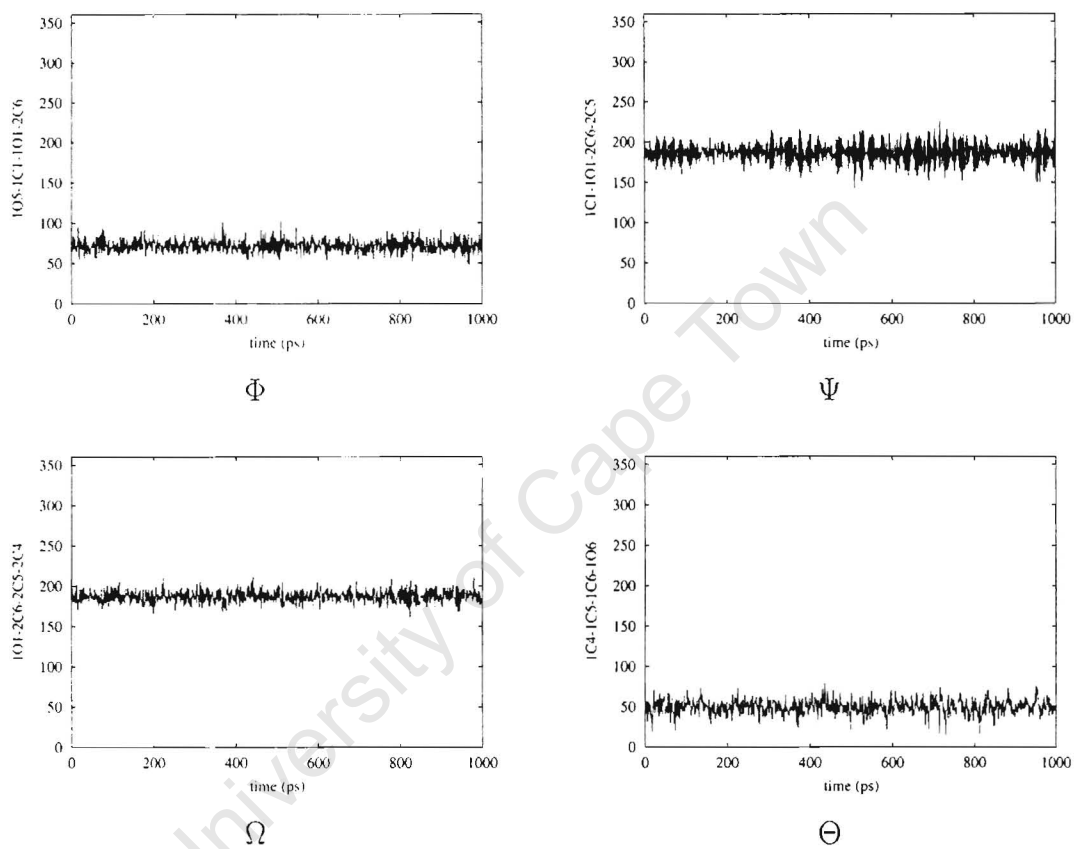 350
300
250
200
150
100
50
0
1O5-1C1-1O1-2C6
0 200 400 600 800 1000
time (ps)
Φ
350
300
250
200
150
100
50
0
1C1-1O1-2C6-2C5
0 200 400 600 800 1000
time (ps)
Ψ
350
300
250
200
150
100
50
0
1O1-2C6-2C5-2C4
0 200 400 600 800 1000
time (ps)
Ω
350
300
250
200
150
100
50
0
1C4-1C5-1C6-1O6
0 200 400 600 800 1000
time (ps)
Θ
University of Cape Town